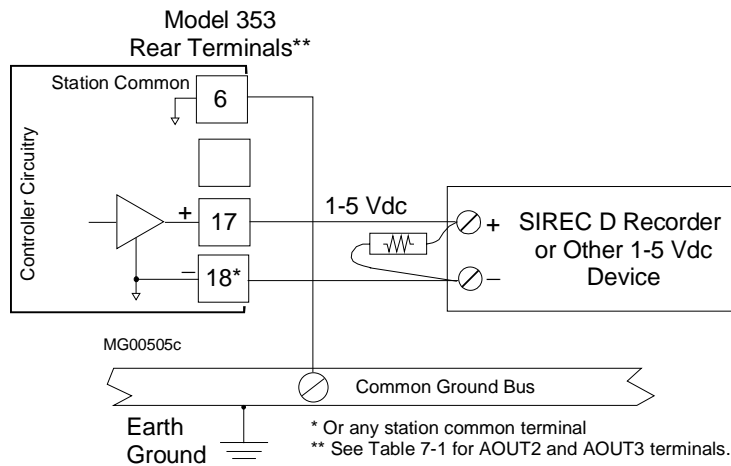 Model 353
Rear Terminals**
Station Common
6
Controller Circuitry
+
17
1-5 Vdc
–
18*
+
–
SIREC D Recorder
or Other 1-5 Vdc
Device
MG00505c
Common Ground Bus
Earth
Ground
* Or any station common terminal
** See Table 7-1 for AOUT2 and AOUT3 terminals.